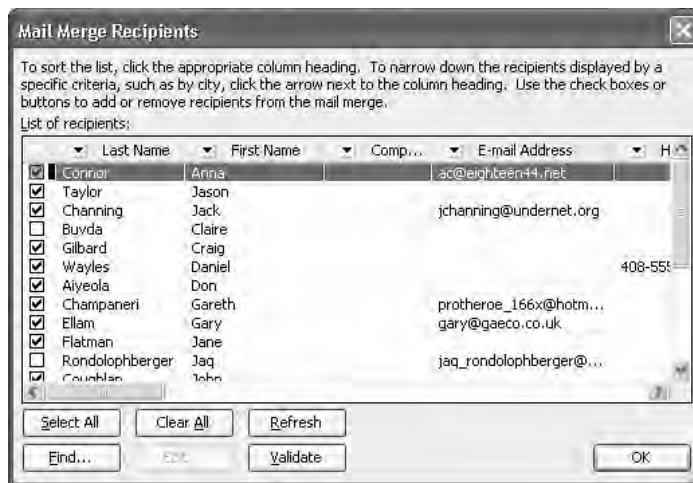 Mail Merge Recipients
To sort the list, click the appropriate column heading. To narrow down the recipients displayed by a
specific criteria, such as by city, click the arrow next to the column heading. Use the check boxes or
buttons to add or remove recipients from the mail merge.
List of recipients:
Last Name First Name Comp... E-mail Address H
Connor Anna ac@eighteen44.net
Taylor Jason
Channing Jack jchanning@undernet.org
Buvda Claire
Gilbard Craig
Wayles Daniel 408-555
Aiyeola Don
Champaneri Gareth protheroe_166x@hotm...
Ellam Gary gary@gaeco.co.uk
Flatman Jane
Rondolophberger Jaq jaq_rondolophberger@...
Coughlan John
Select All Clear All Refresh
Find... Edit... Validate OK